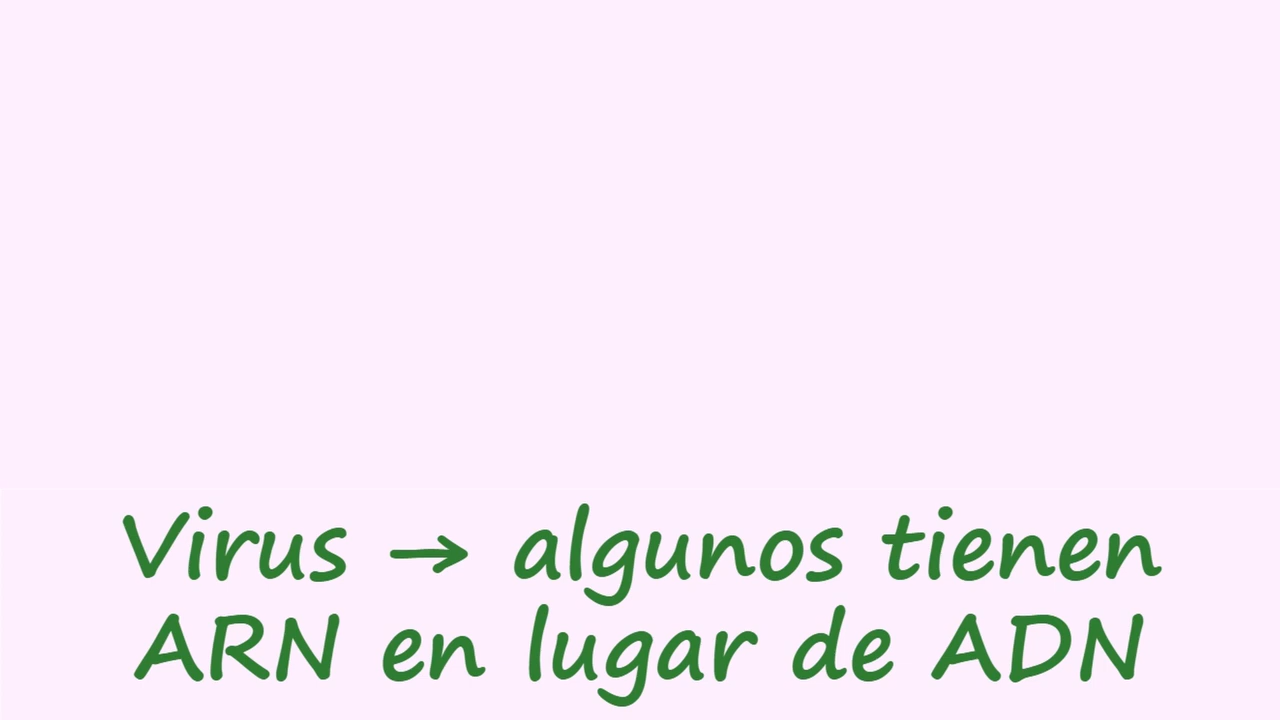 Virus → algunos tienen
ARN en lugar de ADN